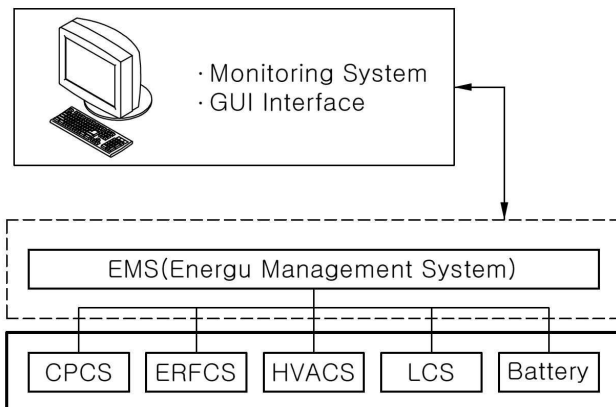 · Monitoring System
· GUI Interface
EMS(Energu Management System)
CPCS
ERFCS
HVACS
LCS
Battery